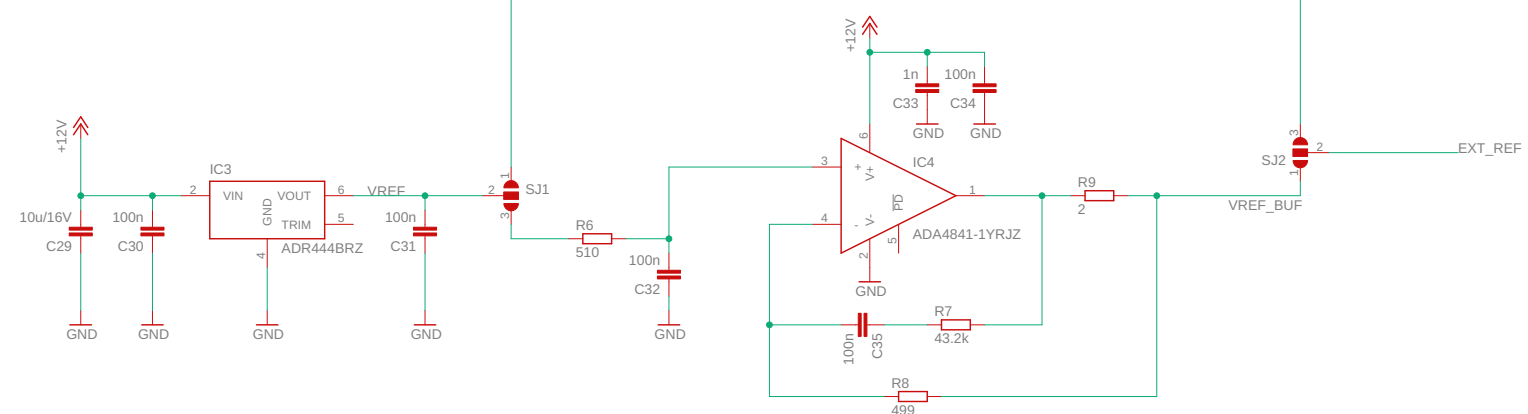 +12V
10u/16V
C29
GND
100n
C30
GND
IC3
2
VIN
VOUT
6
GND
TRIM
5
4
ADR444BRZ
GND
VREF
100n
C31
GND
1
2
3
SJ1
R6
510
100n
C32
GND
+12V
1n
C33
GND
100n
C34
GND
6
3
+
V+
IC4
4
-
V-
PD
5
2
1
ADA4841-1YRJZ
GND
100n
C35
R7
43.2k
R8
499
R9
2
VREF_BUF
3
SJ2
2
1
EXT_REF